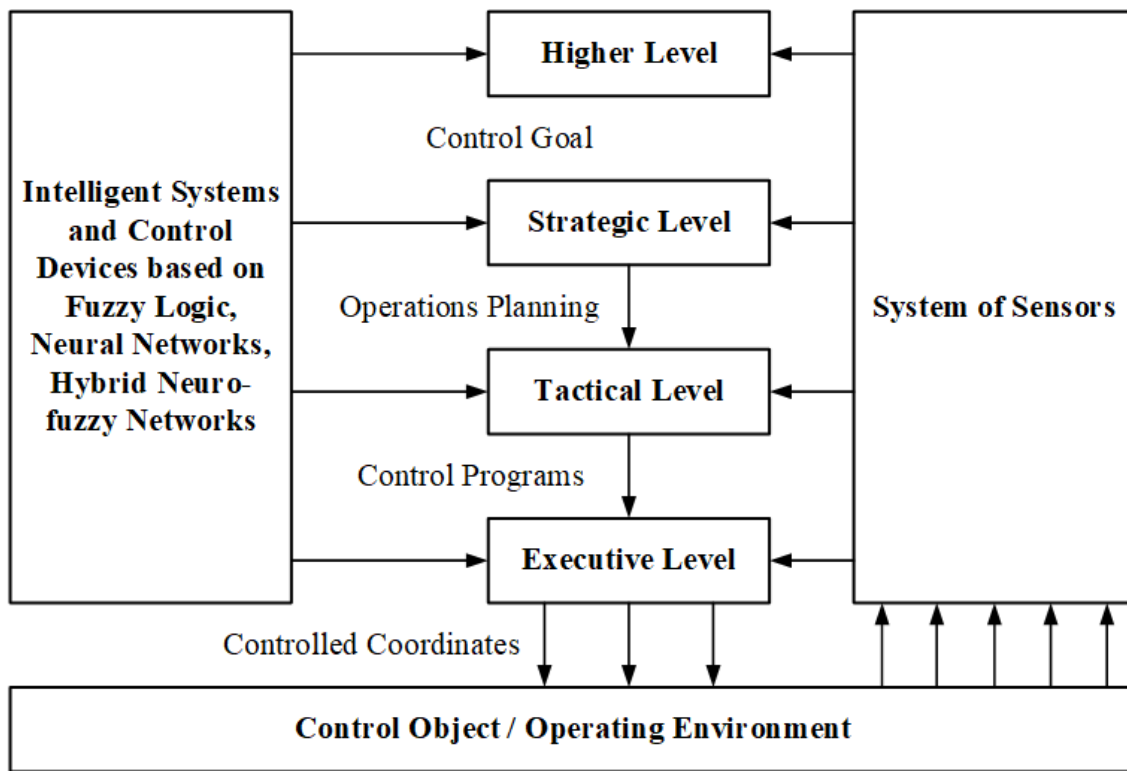 Higher Level
Control Goal
Intelligent Systems
and Control
Devices based on
Fuzzy Logic,
Neural Networks,
Hybrid Neuro-
fuzzy Networks
Strategic Level
Operations Planning
System of Sensors
Tactical Level
Control Programs
Executive Level
Controlled Coordinates
Control Object / Operating Environment